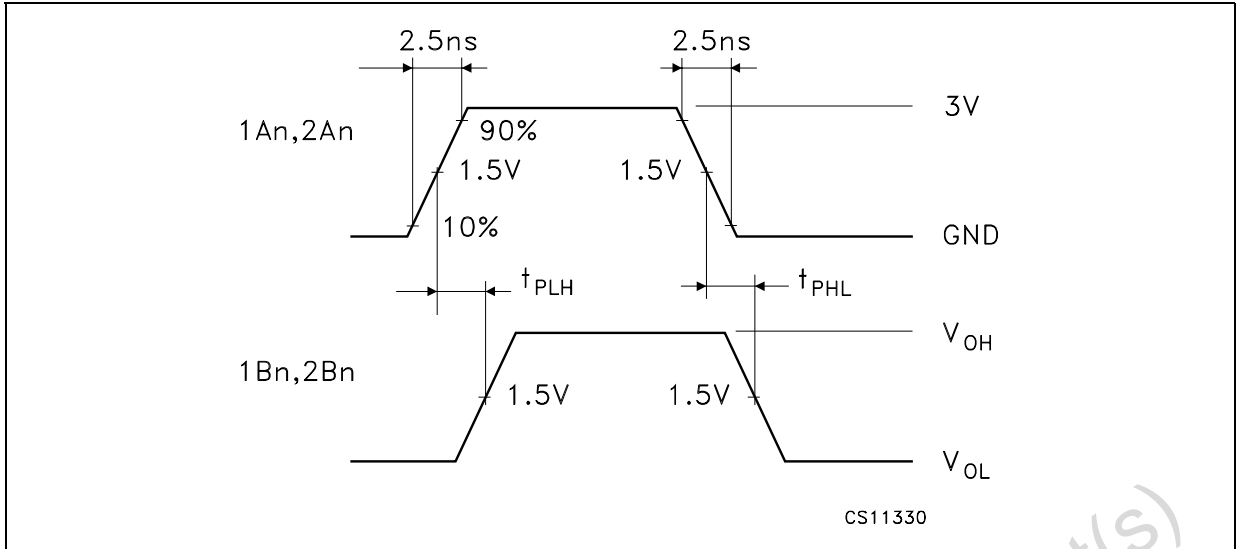 2.5ns 2.5ns
3V
1An,2An
90%
1.5V 1.5V
10%
GND
tPLH tPHL
VOH
1Bn,2Bn
1.5V 1.5V
VOL
CS11330